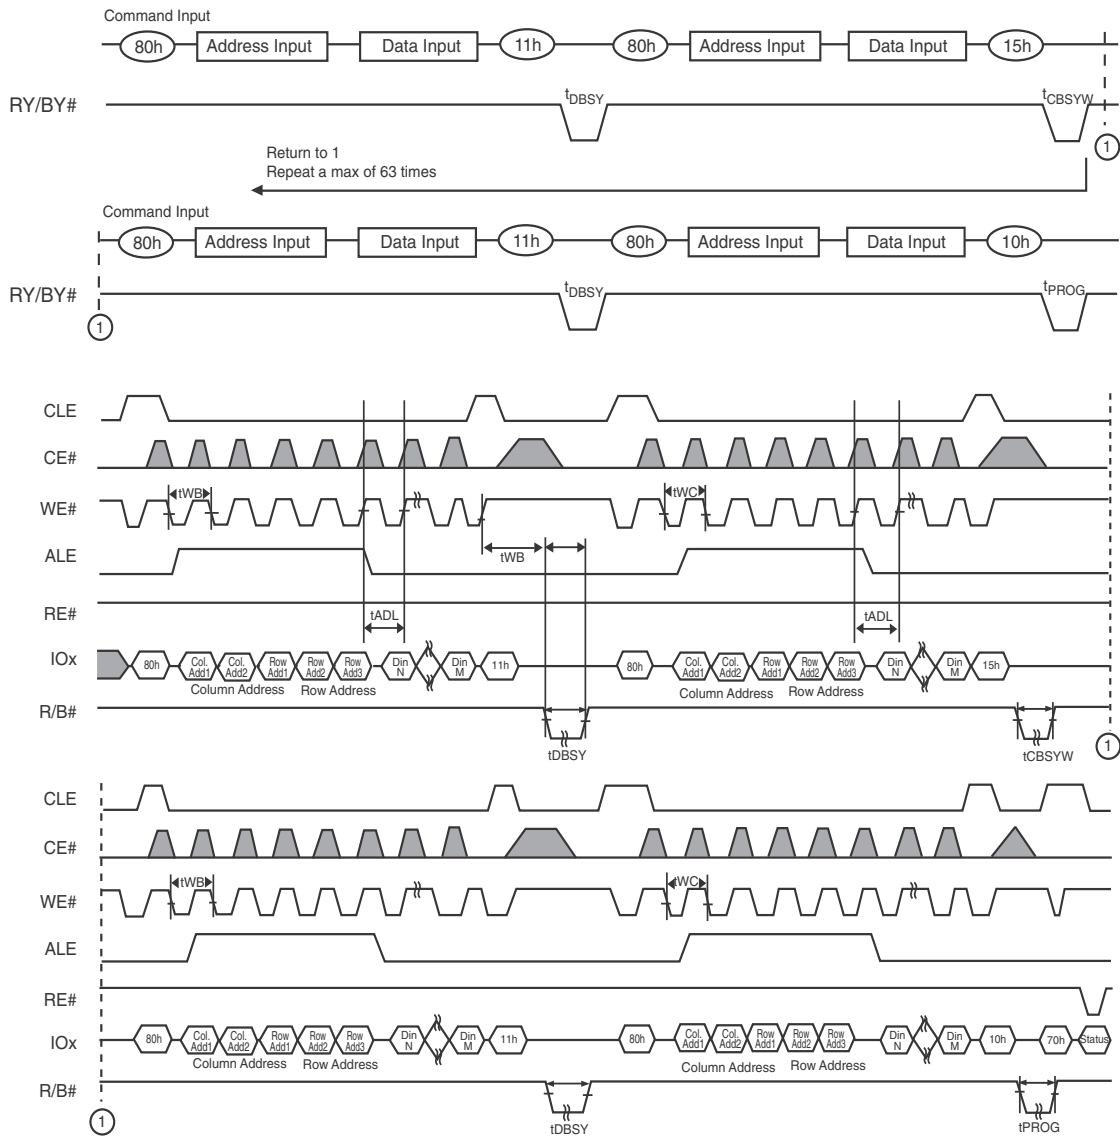 Command Input
80h Address Input Data Input 11h 80h Address Input Data Input 15h
RY/BY# tDBSY tCBSYW
1
Return to 1
Repeat a max of 63 times
Command Input
80h Address Input Data Input 11h 80h Address Input Data Input 10h
RY/BY# tDBSY tPROG
1
CLE
CE#
WE# tWB tWC
ALE tWB
RE# tADL tADL
IOx 80h Col. Add1 Col. Add2 Row Add1 Row Add2 Row Add3 Din N Din M 11h 80h Col. Add1 Col. Add2 Row Add1 Row Add2 Row Add3 Din N Din M 15h
Column Address Row Address Column Address Row Address
R/B#
tDBSY tCBSYW 1
CLE
CE#
WE# tWB tWC
ALE
RE#
IOx 80h Col. Add1 Col. Add2 Row Add1 Row Add2 Row Add3 Din N Din M 11h 80h Col. Add1 Col. Add2 Row Add1 Row Add2 Row Add3 Din N Din M 10h 70h Status
Column Address Row Address Column Address Row Address
R/B#
1 tDBSY tPROG